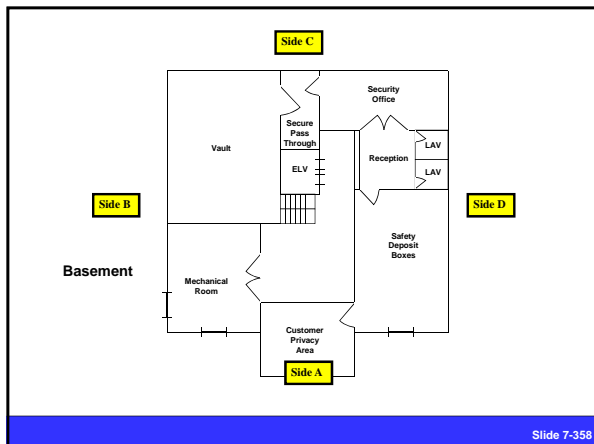 Side C
Security
Office
Secure
Pass
Through
LAV
Vault
Reception
ELV
LAV
Side B
Side D
Safety
Deposit
Boxes
Basement
Mechanical
Room
Customer
Privacy
Area
Side A
Slide 7-358